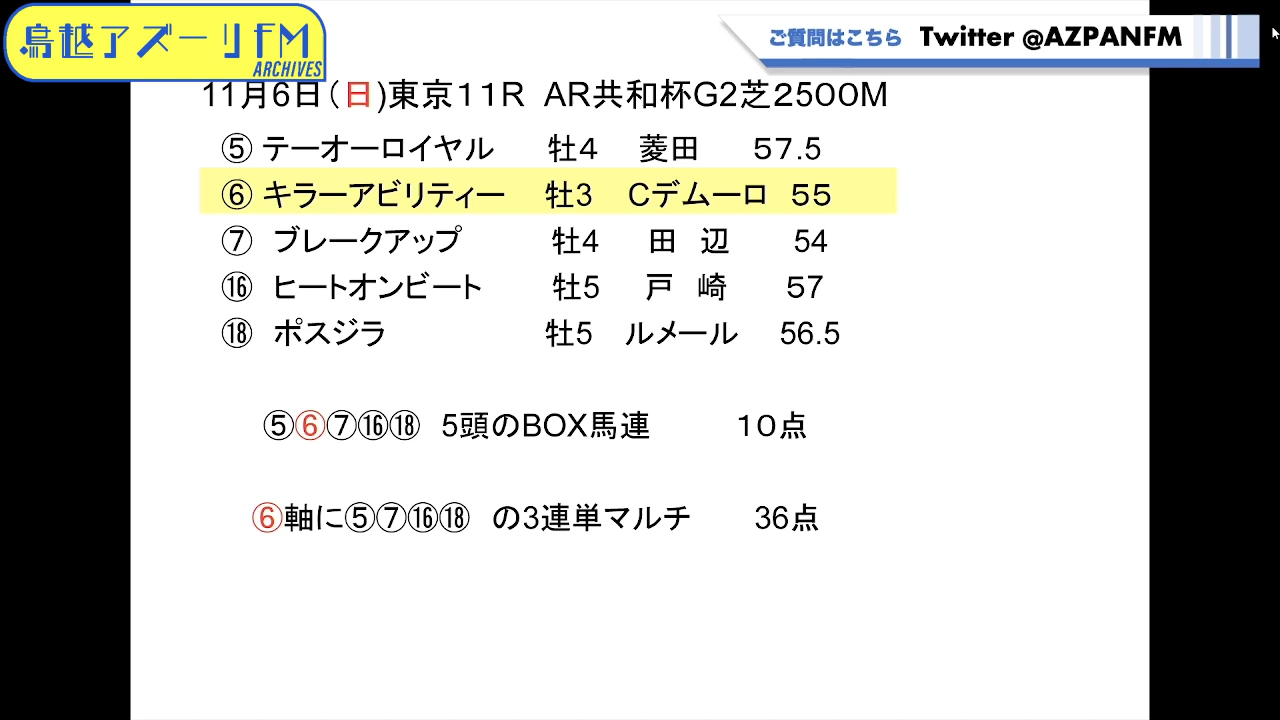 鳥越アズーリFM
ARCHIVES
ご質問はこちら Twitter @AZPANFM
11月6日(日)東京１１R AR共和杯G2芝2500M
⑤ テーオーロイヤル 牡４ 菱田 ５７.５
⑥ キラーアビリティー 牡3 Cデムーロ ５５
⑦ ブレークアップ 牡4 田 辺 54
⑯ ヒートオンビート 牡5 戸 崎 ５７
⑱ ポスジラ 牡5 ルメール 56.5
⑤⑥⑦⑯⑱ 5頭のBOX馬連 １０点
⑥軸に⑤⑦⑯⑱ の3連単マルチ 36点